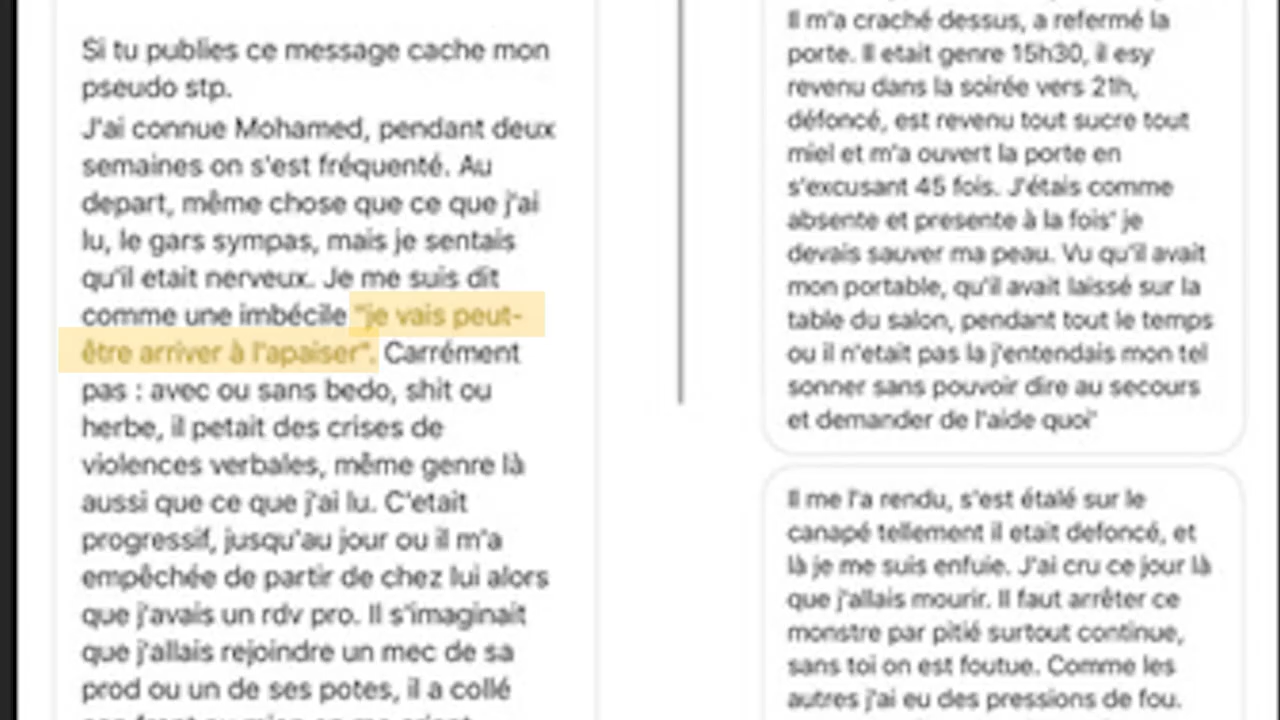 Si tu publies ce message cache mon
pseudo stp.
J'ai connue Mohamed, pendant deux
semaines on s'est fréquenté. Au
depart, même chose que ce que j'ai
lu, le gars sympas, mais je sentais
qu'il etait nerveux. Je me suis dit
comme une imbécile "je vais peut-
être arriver à l'apaiser". Carrément
pas : avec ou sans bedo, shit ou
herbe, il petait des crises de
violences verbales, même genre là
aussi que ce que j'ai lu. C'etait
progressif, jusqu'au jour ou il m'a
empêchée de partir de chez lui alors
que j'avais un rdv pro. Il s'imaginait
que j'allais rejoindre un mec de sa
prod ou un de ses potes, il a collé
Il m'a craché dessus, a refermé la
porte. Il etait genre 15h30, il esy
revenu dans la soirée vers 21h,
défoncé, est revenu tout sucre tout
miel et m'a ouvert la porte en
s'excusant 45 fois. J'étais comme
absente et presente à la fois' je
devais sauver ma peau. Vu qu'il avait
mon portable, qu'il avait laissé sur la
table du salon, pendant tout le temps
ou il n'etait pas la j'entendais mon tel
sonner sans pouvoir dire au secours
et demander de l'aide quoi'
Il me l'a rendu, s'est étalé sur le
canapé tellement il etait defoncé, et
là je me suis enfuie. J'ai cru ce jour là
que j'allais mourir. Il faut arrêter ce
monstre par pitié surtout continue,
sans toi on est foutue. Comme les
autres j'ai eu des pressions de fou.